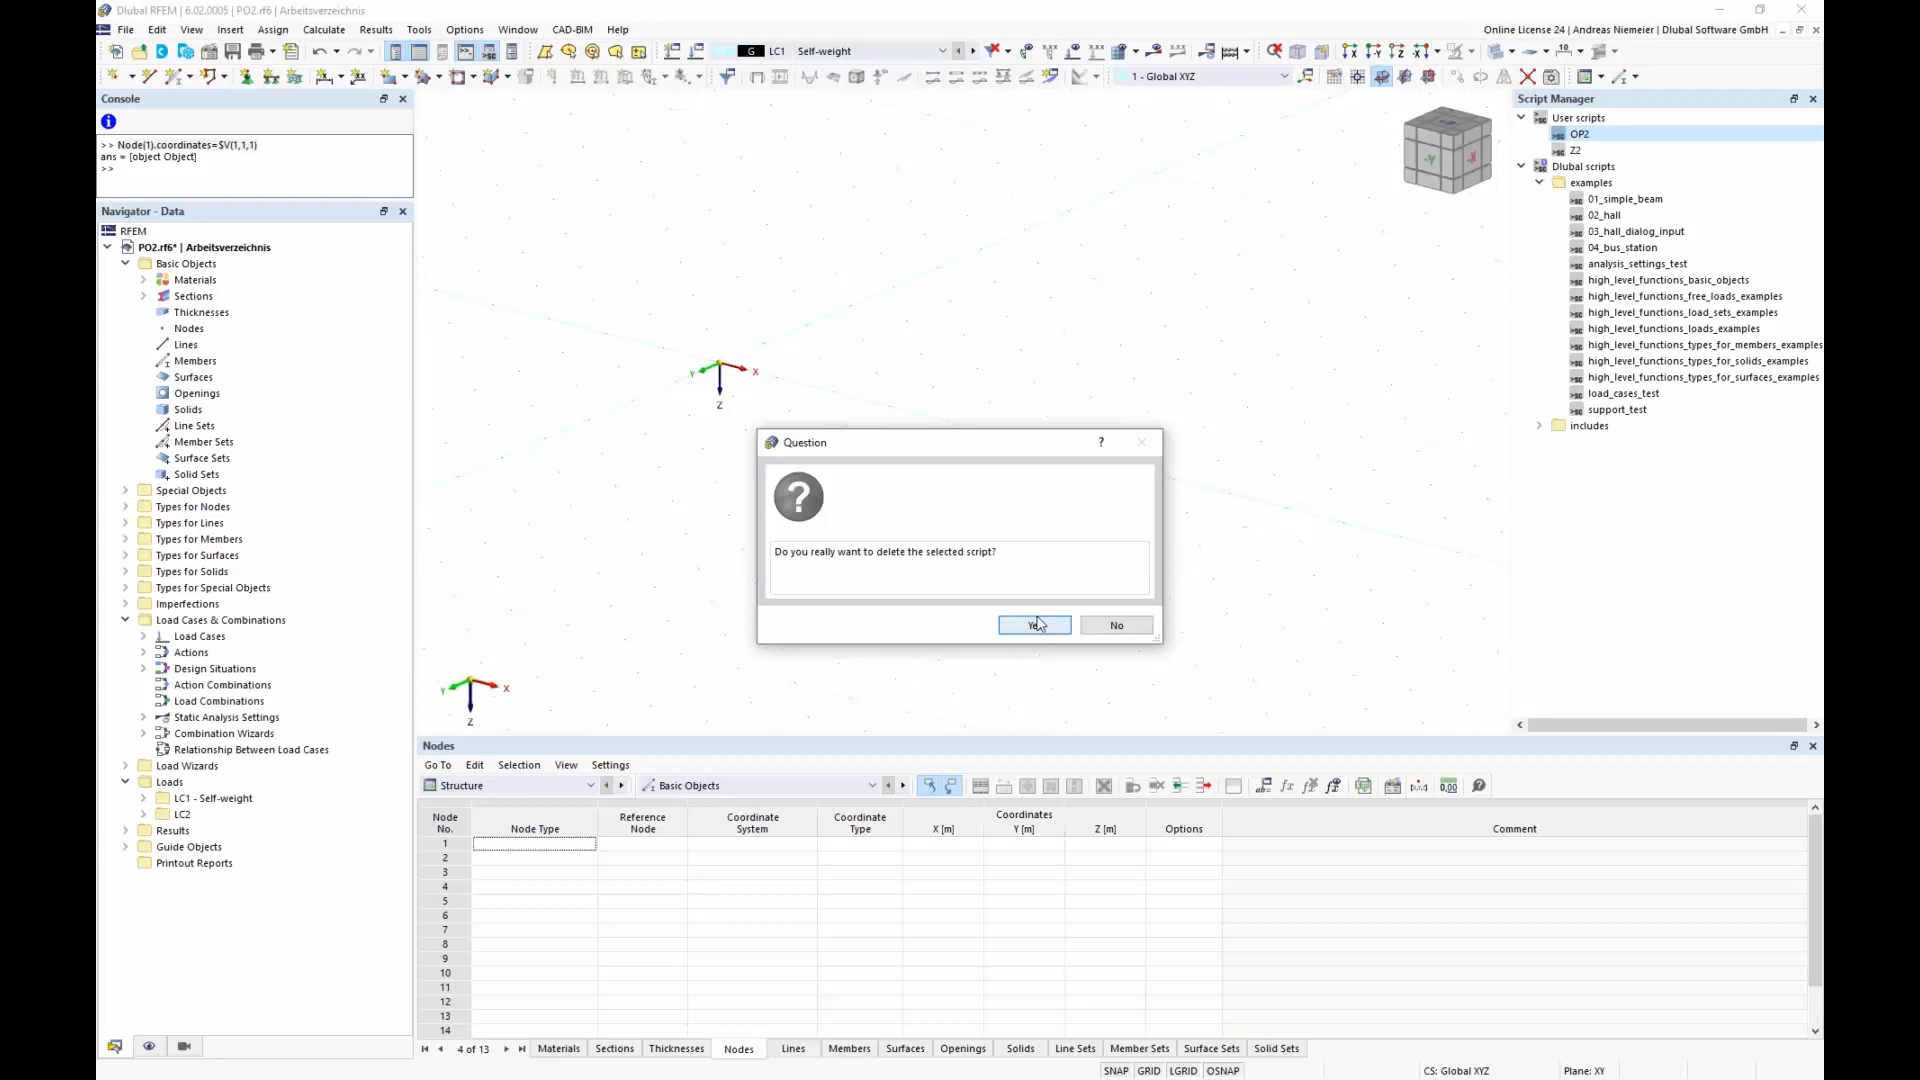 Dlubal RFEM | 6.02.0005 | PO2.rf6 | Arbeitsverzeichnis
File Edit View Insert Assign Calculate Results Tools Options Window CAD-BIM Help
Online License 24 | Andreas Niemeier | Dlubal Software GmbH
G LC1 Self-weight
1 - Global XYZ
Console
>> Node(1).coordinates=$V(1,1,1)
ans = [object Object]
>>
Navigator - Data
RFEM
PO2.rf6* | Arbeitsverzeichnis
Basic Objects
Materials
Sections
Thicknesses
Nodes
Lines
Members
Surfaces
Openings
Solids
Line Sets
Member Sets
Surface Sets
Solid Sets
Special Objects
Types for Nodes
Types for Lines
Types for Members
Types for Surfaces
Types for Solids
Types for Special Objects
Imperfections
Load Cases & Combinations
Load Cases
Actions
Design Situations
Action Combinations
Load Combinations
Static Analysis Settings
Combination Wizards
Relationship Between Load Cases
Load Wizards
Loads
LC1 - Self-weight
LC2
Results
Guide Objects
Printout Reports
-Y
-X
Y X
Z
Question ?
Do you really want to delete the selected script?
No
Y X
Z
Script Manager
User scripts
OP2
Z2
Dlubal scripts
examples
01_simple_beam
02_hall
03_hall_dialog_input
04_bus_station
analysis_settings_test
high_level_functions_basic_objects
high_level_functions_free_loads_examples
high_level_functions_load_sets_examples
high_level_functions_loads_examples
high_level_functions_types_for_members_examples
high_level_functions_types_for_solids_examples
high_level_functions_types_for_surfaces_examples
load_cases_test
support_test
includes
Nodes
Go To Edit Selection View Settings
Structure
Basic Objects
Node Reference Coordinate Coordinate Coordinates
No. Node Type Node System Type X [m] Y [m] Z [m] Options Comment
1
2
3
4
5
6
7
8
9
10
11
12
13
14
4 of 13 Materials Sections Thicknesses Nodes Lines Members Surfaces Openings Solids Line Sets Member Sets Surface Sets Solid Sets
SNAP GRID LGRID OSNAP CS: Global XYZ Plane: XY